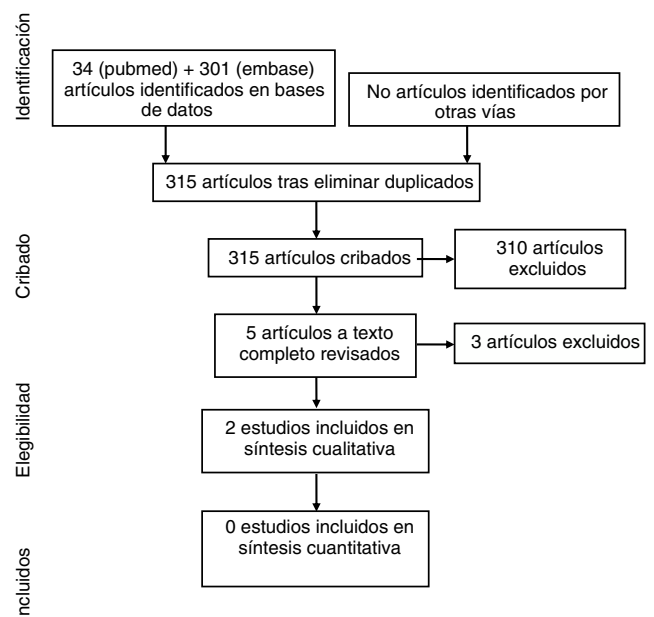 Identificación
34 (pubmed) + 301 (embase)
artículos identificados en bases
de datos
No artículos identificados por
otras vías
315 artículos tras eliminar duplicados
Cribado
315 artículos cribados
310 artículos
excluidos
5 artículos a texto
completo revisados
3 artículos excluidos
Elegibilidad
2 estudios incluidos en
síntesis cualitativa
0 estudios incluidos en
síntesis cuantitativa
ncluidos